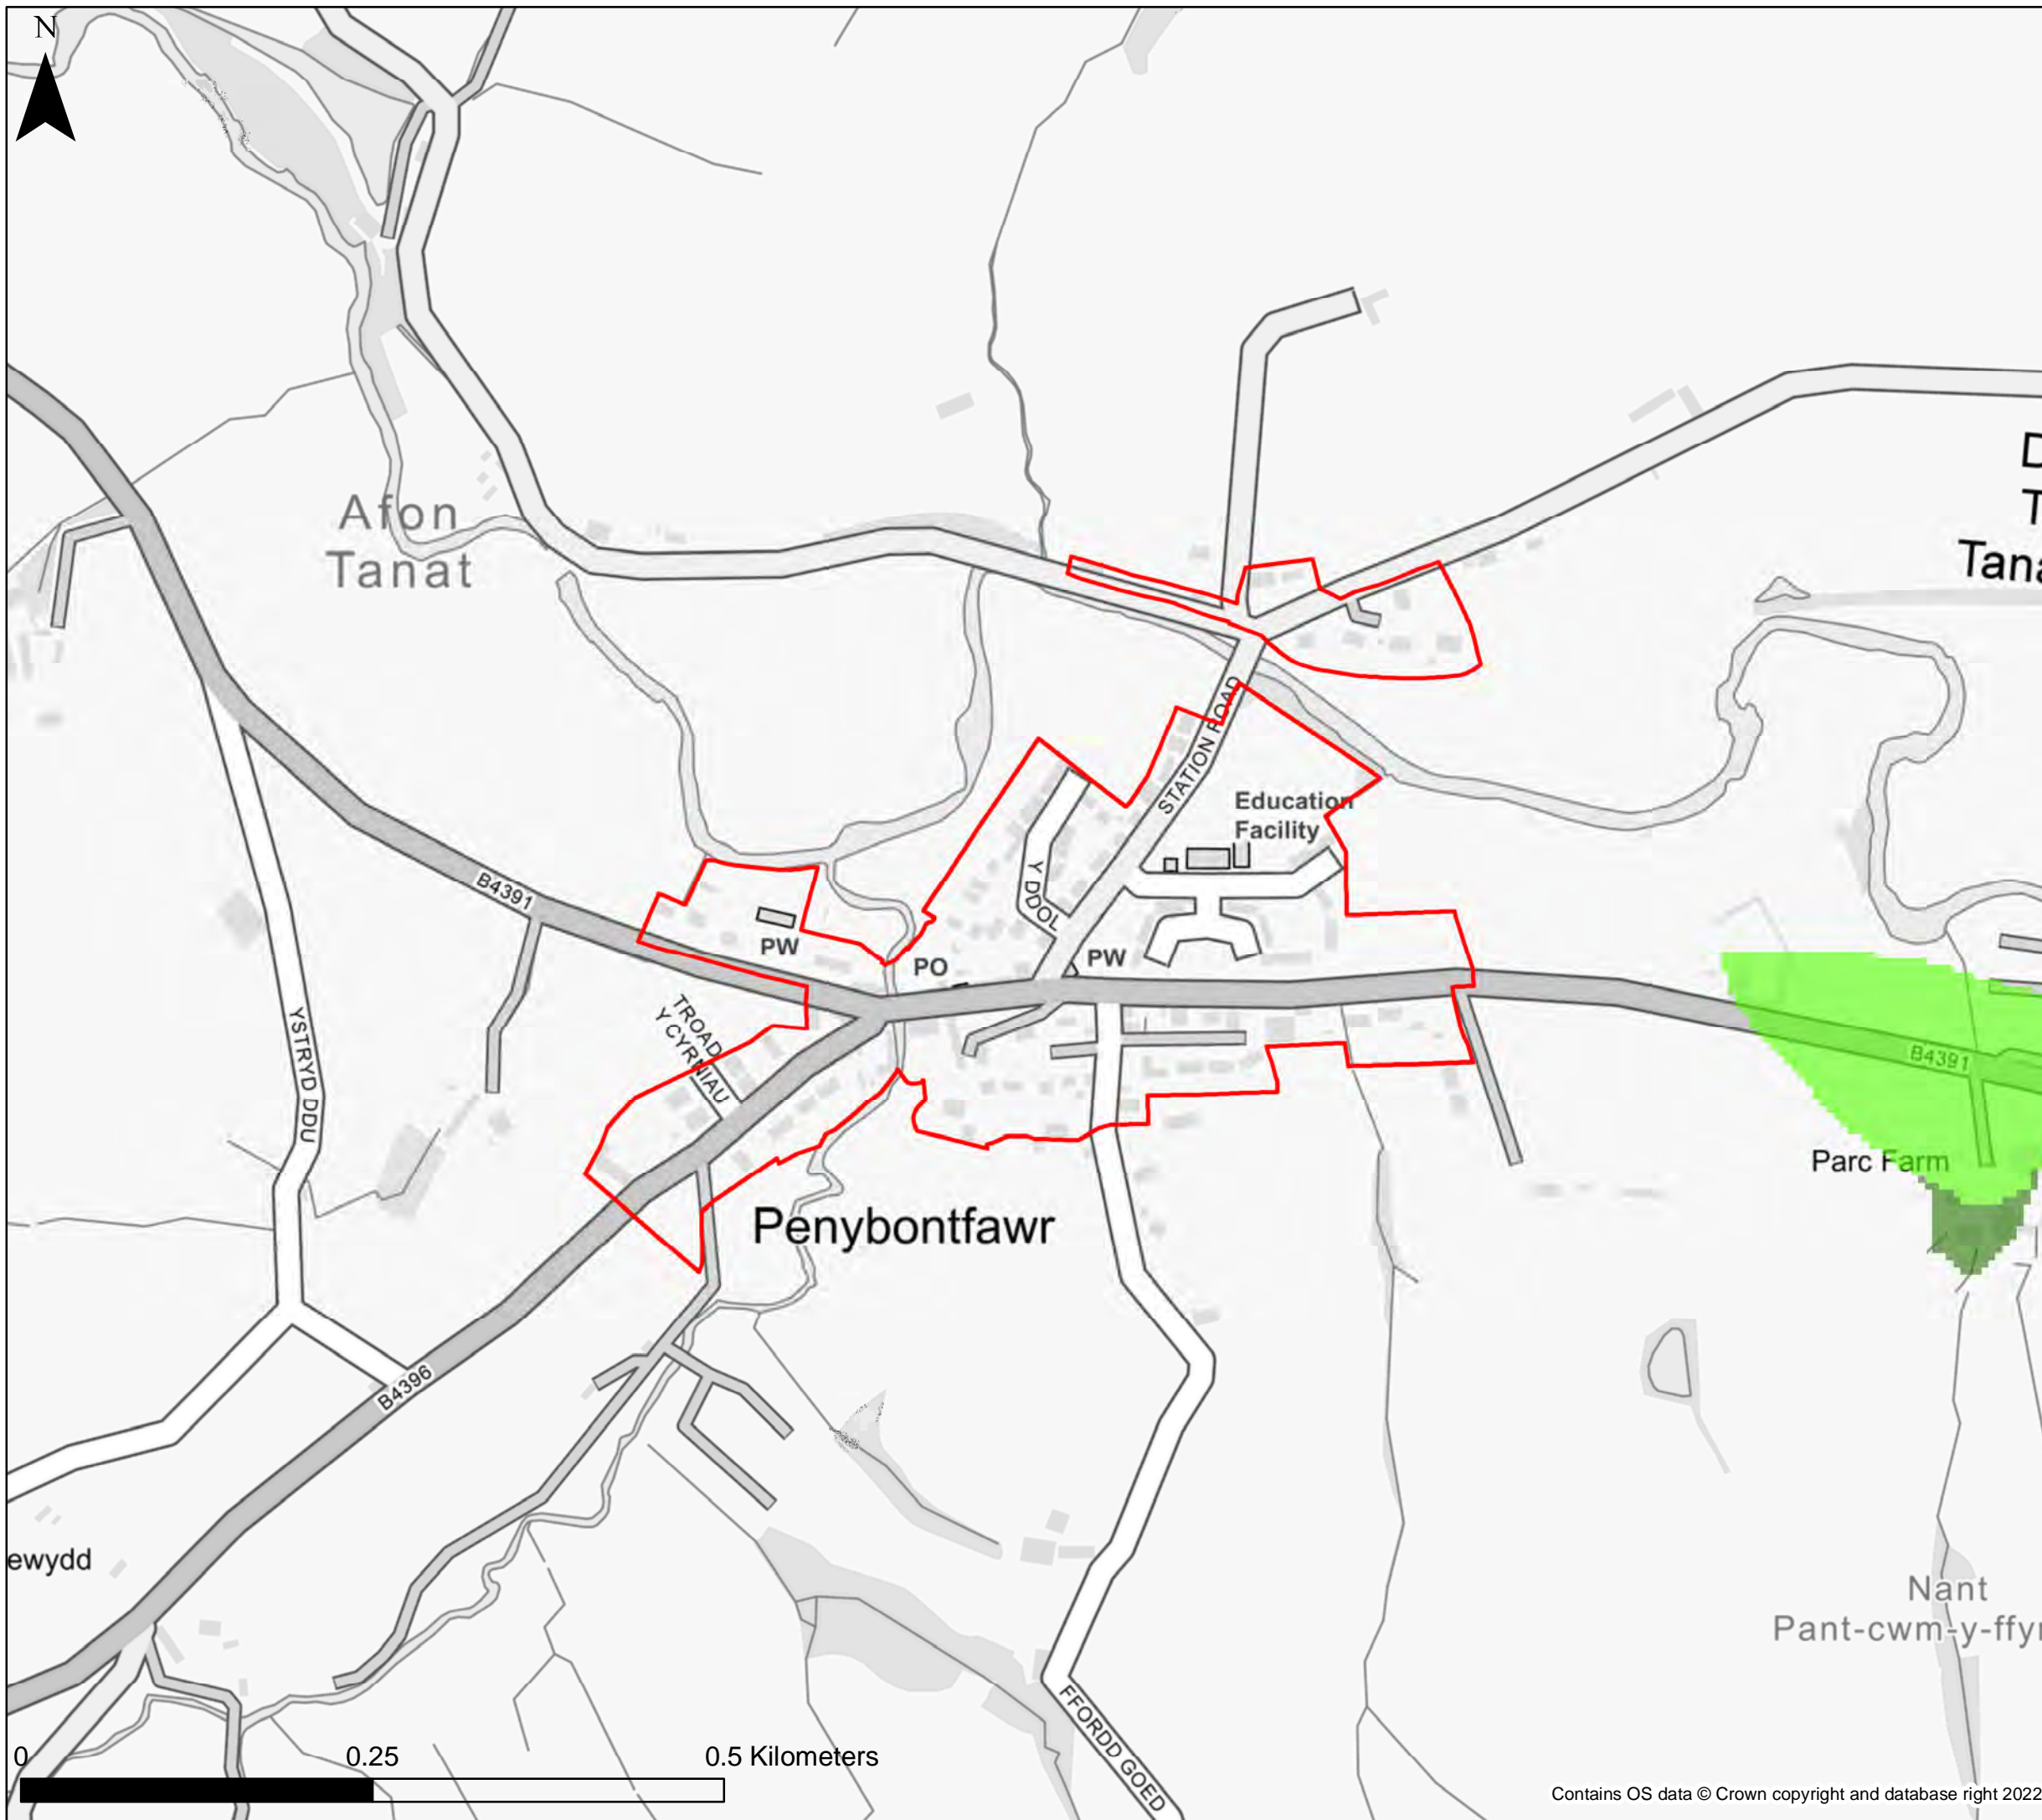 N
D
T
Tana
Afon
Tanat
STATION ROAD
Education
Facility
Y DDOL
B4391
PW
PO
PW
TROAD
Y CYRNIAU
YSTRYD DDU
B4391
Parc Farm
Penybontfawr
B4396
ewydd
Nant
Pant-cwm-y-ffyn
FFORDD GOED
0
0.25
0.5 Kilometers
Contains OS data © Crown copyright and database right 2022